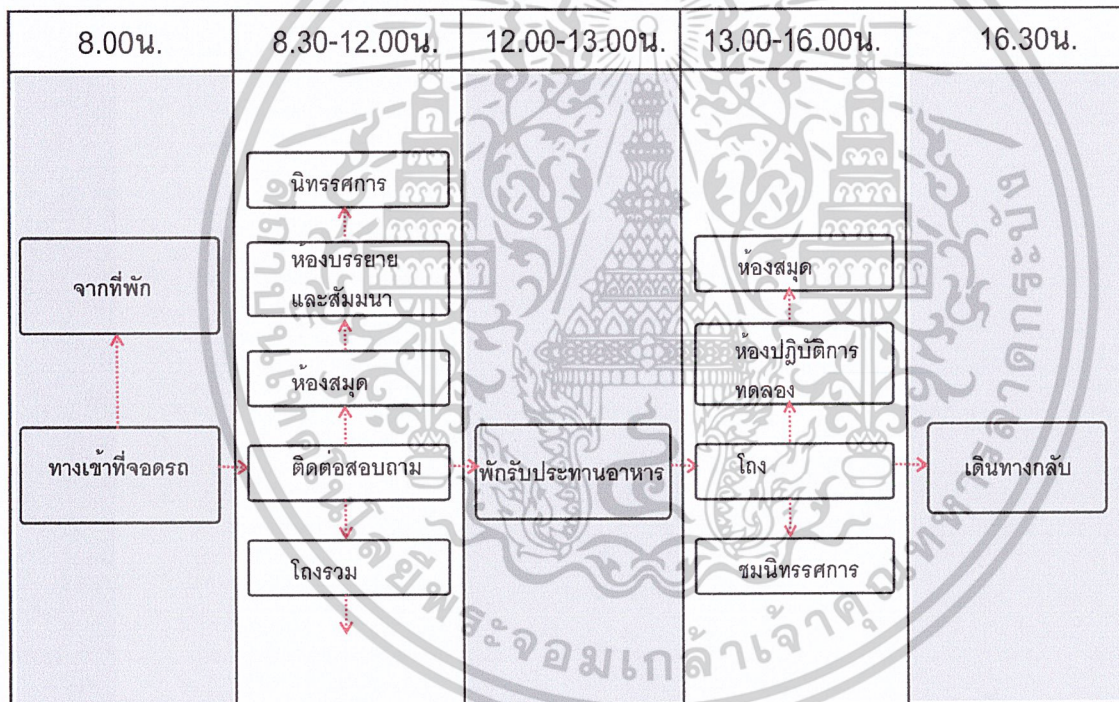 8.00น.
8.30-12.00น.
12.00-13.00น.
13.00-16.00น.
16.30น.
จากที่พัก
ทางเข้าที่จอดรถ
นิทรรศการ
ห้องบรรยาย
และสัมมนา
ห้องสมุด
ติดต่อสอบถาม
โถงรวม
พักรับประทานอาหาร
ห้องสมุด
ห้องปฏิบัติการ
ทดลอง
โถง
ชมนิทรรศการ
เดินทางกลับ